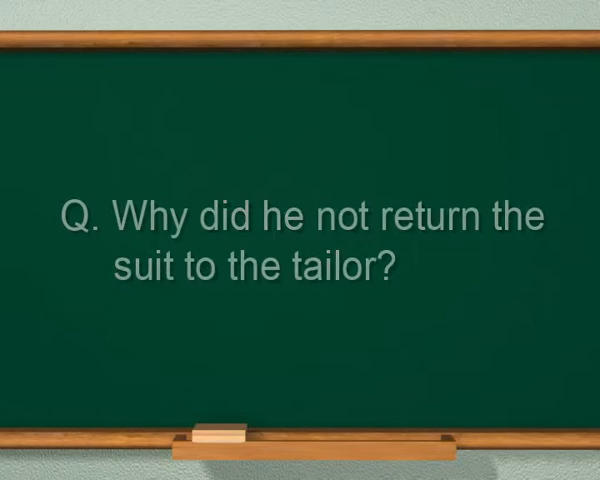 Q. Why did he not return the
suit to the tailor?